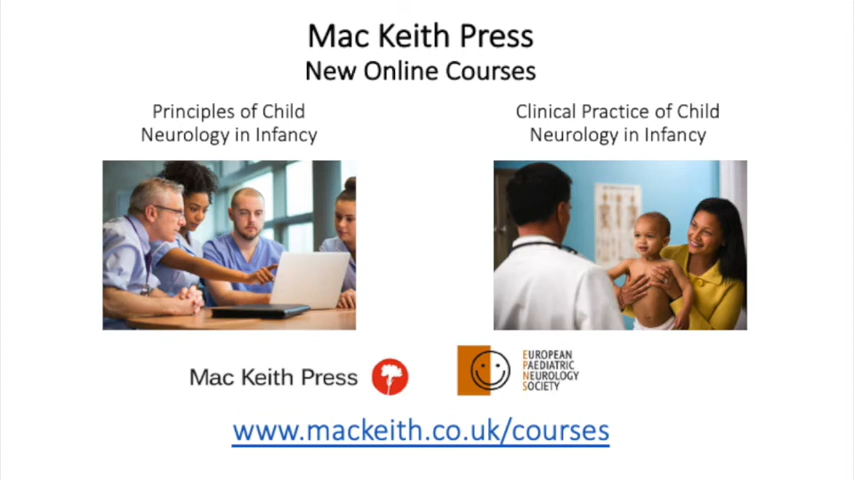 Mac Keith Press
New Online Courses
Principles of Child
Neurology in Infancy
Clinical Practice of Child
Neurology in Infancy
Mac Keith Press
EUROPEAN
PAEDIATRIC
NEUROLOGY
SOCIETY
www.mackeith.co.uk/courses